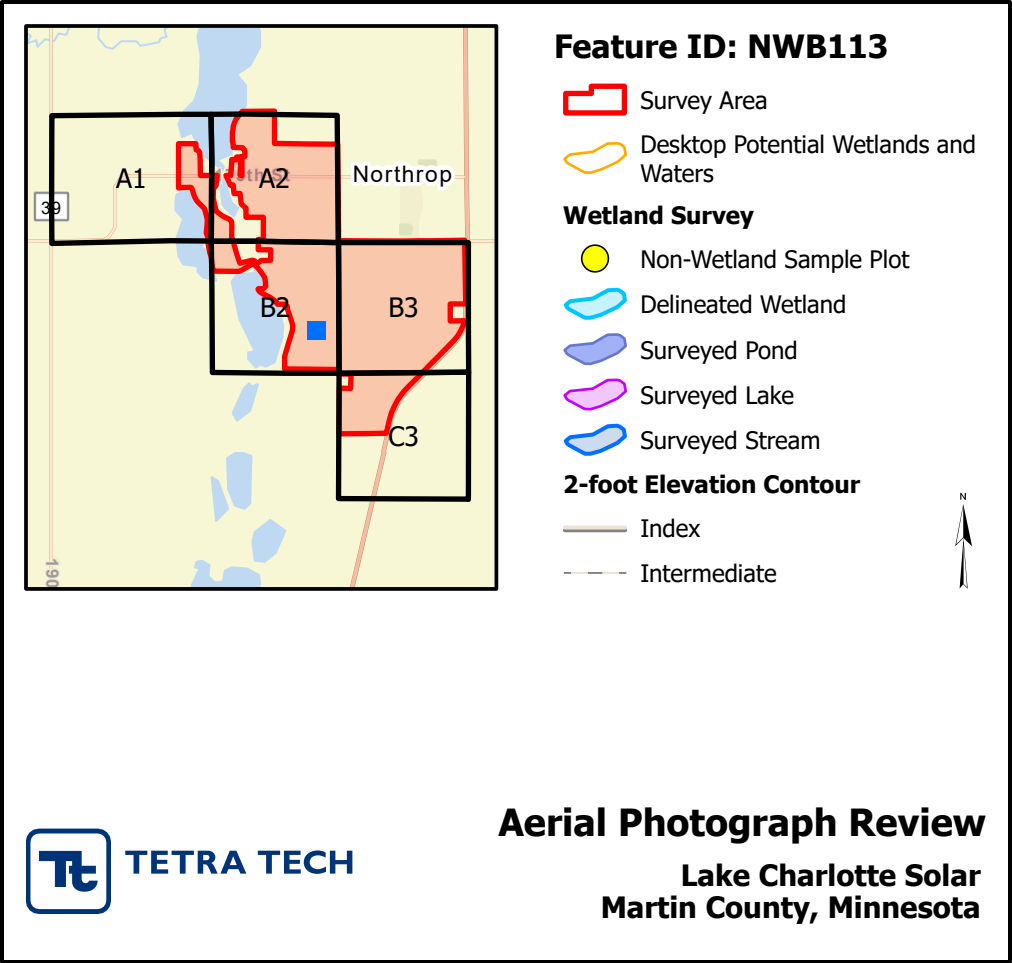 Feature ID: NWB113
Survey Area
Desktop Potential Wetlands and
Waters
Wetland Survey
Non-Wetland Sample Plot
Delineated Wetland
Surveyed Pond
Surveyed Lake
Surveyed Stream
2-foot Elevation Contour
Index
Intermediate
N
A1
A2
Northrop
39
B2
B3
C3
190
Aerial Photograph Review
Tt
TETRA TECH
Lake Charlotte Solar
Martin County, Minnesota